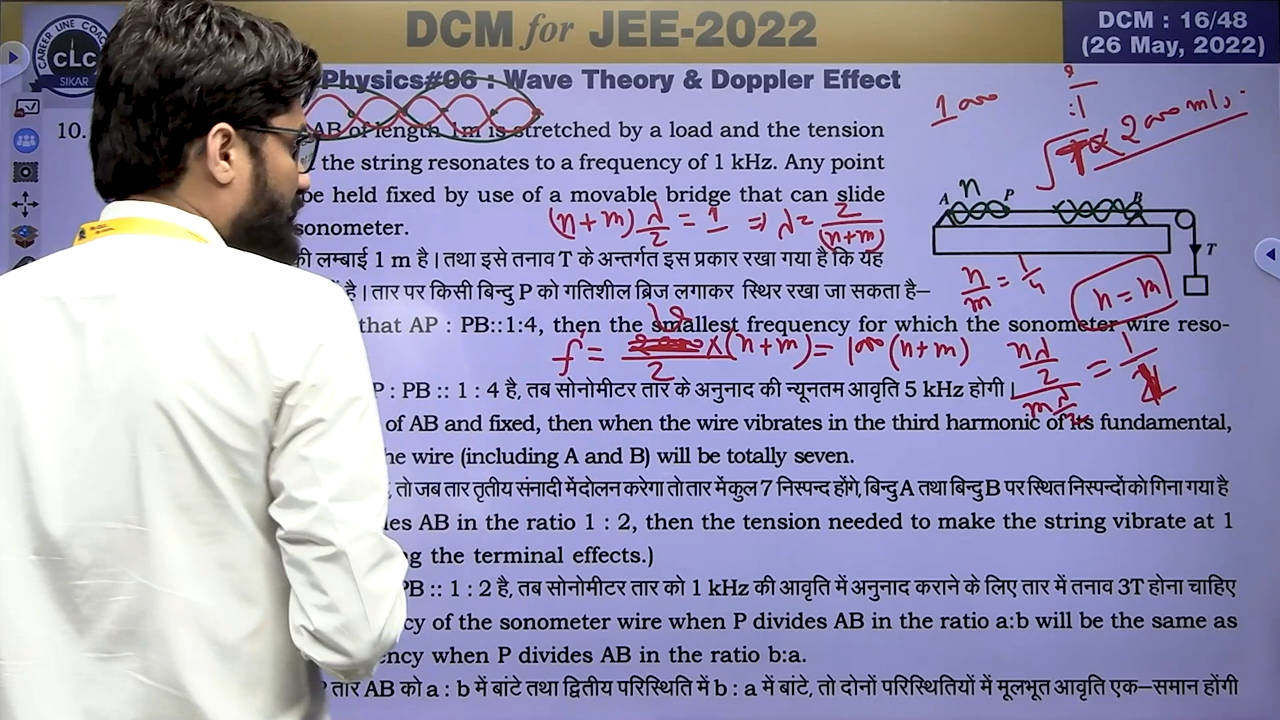 DCM for JEE-2022
DCM : 16/48
(26 May, 2022)
CAREER LINE COACHING
CLC
SIKAR
Physics#06 : Wave Theory & Doppler Effect
10.
AB of length 1m is stretched by a load and the tension
the string resonates to a frequency of 1 kHz. Any point
be held fixed by use of a movable bridge that can slide
sonometer.
(n+m) λ/2 = 1 ⇒ λ = 2/(n+m)
की लम्बाई 1 m है। तथा इसे तनाव T के अन्तर्गत इस प्रकार रखा गया है कि यह
है। तार पर किसी बिन्दु P को गतिशील ब्रिज लगाकर स्थिर रखा जा सकता है–
A n P B
T
n/m = 1/4
n = m
that AP : PB::1:4, then the smallest frequency for which the sonometer wire reso-
(n+m) = 1000 (n+m)
P : PB :: 1 : 4 है, तब सोनोमीटर तार के अनुनाद की न्यूनतम आवृति 5 kHz होगी।
of AB and fixed, then when the wire vibrates in the third harmonic of its fundamental,
he wire (including A and B) will be totally seven.
, तो जब तार तृतीय संनादी में दोलन करेगा तो तार में कुल 7 निस्पन्द होंगे, बिन्दु A तथा बिन्दु B पर स्थित निस्पन्दों को गिना गया है
des AB in the ratio 1 : 2, then the tension needed to make the string vibrate at 1
ng the terminal effects.)
PB :: 1 : 2 है, तब सोनोमीटर तार को 1 kHz की आवृति में अनुनाद कराने के लिए तार में तनाव 3T होना चाहिए
cy of the sonometer wire when P divides AB in the ratio a:b will be the same as
ency when P divides AB in the ratio b:a.
तार AB को a : b में बांटे तथा द्वितीय परिस्थिति में b : a में बांटे, तो दोनों परिस्थितियों में मूलभूत आवृति एक–समान होंगी